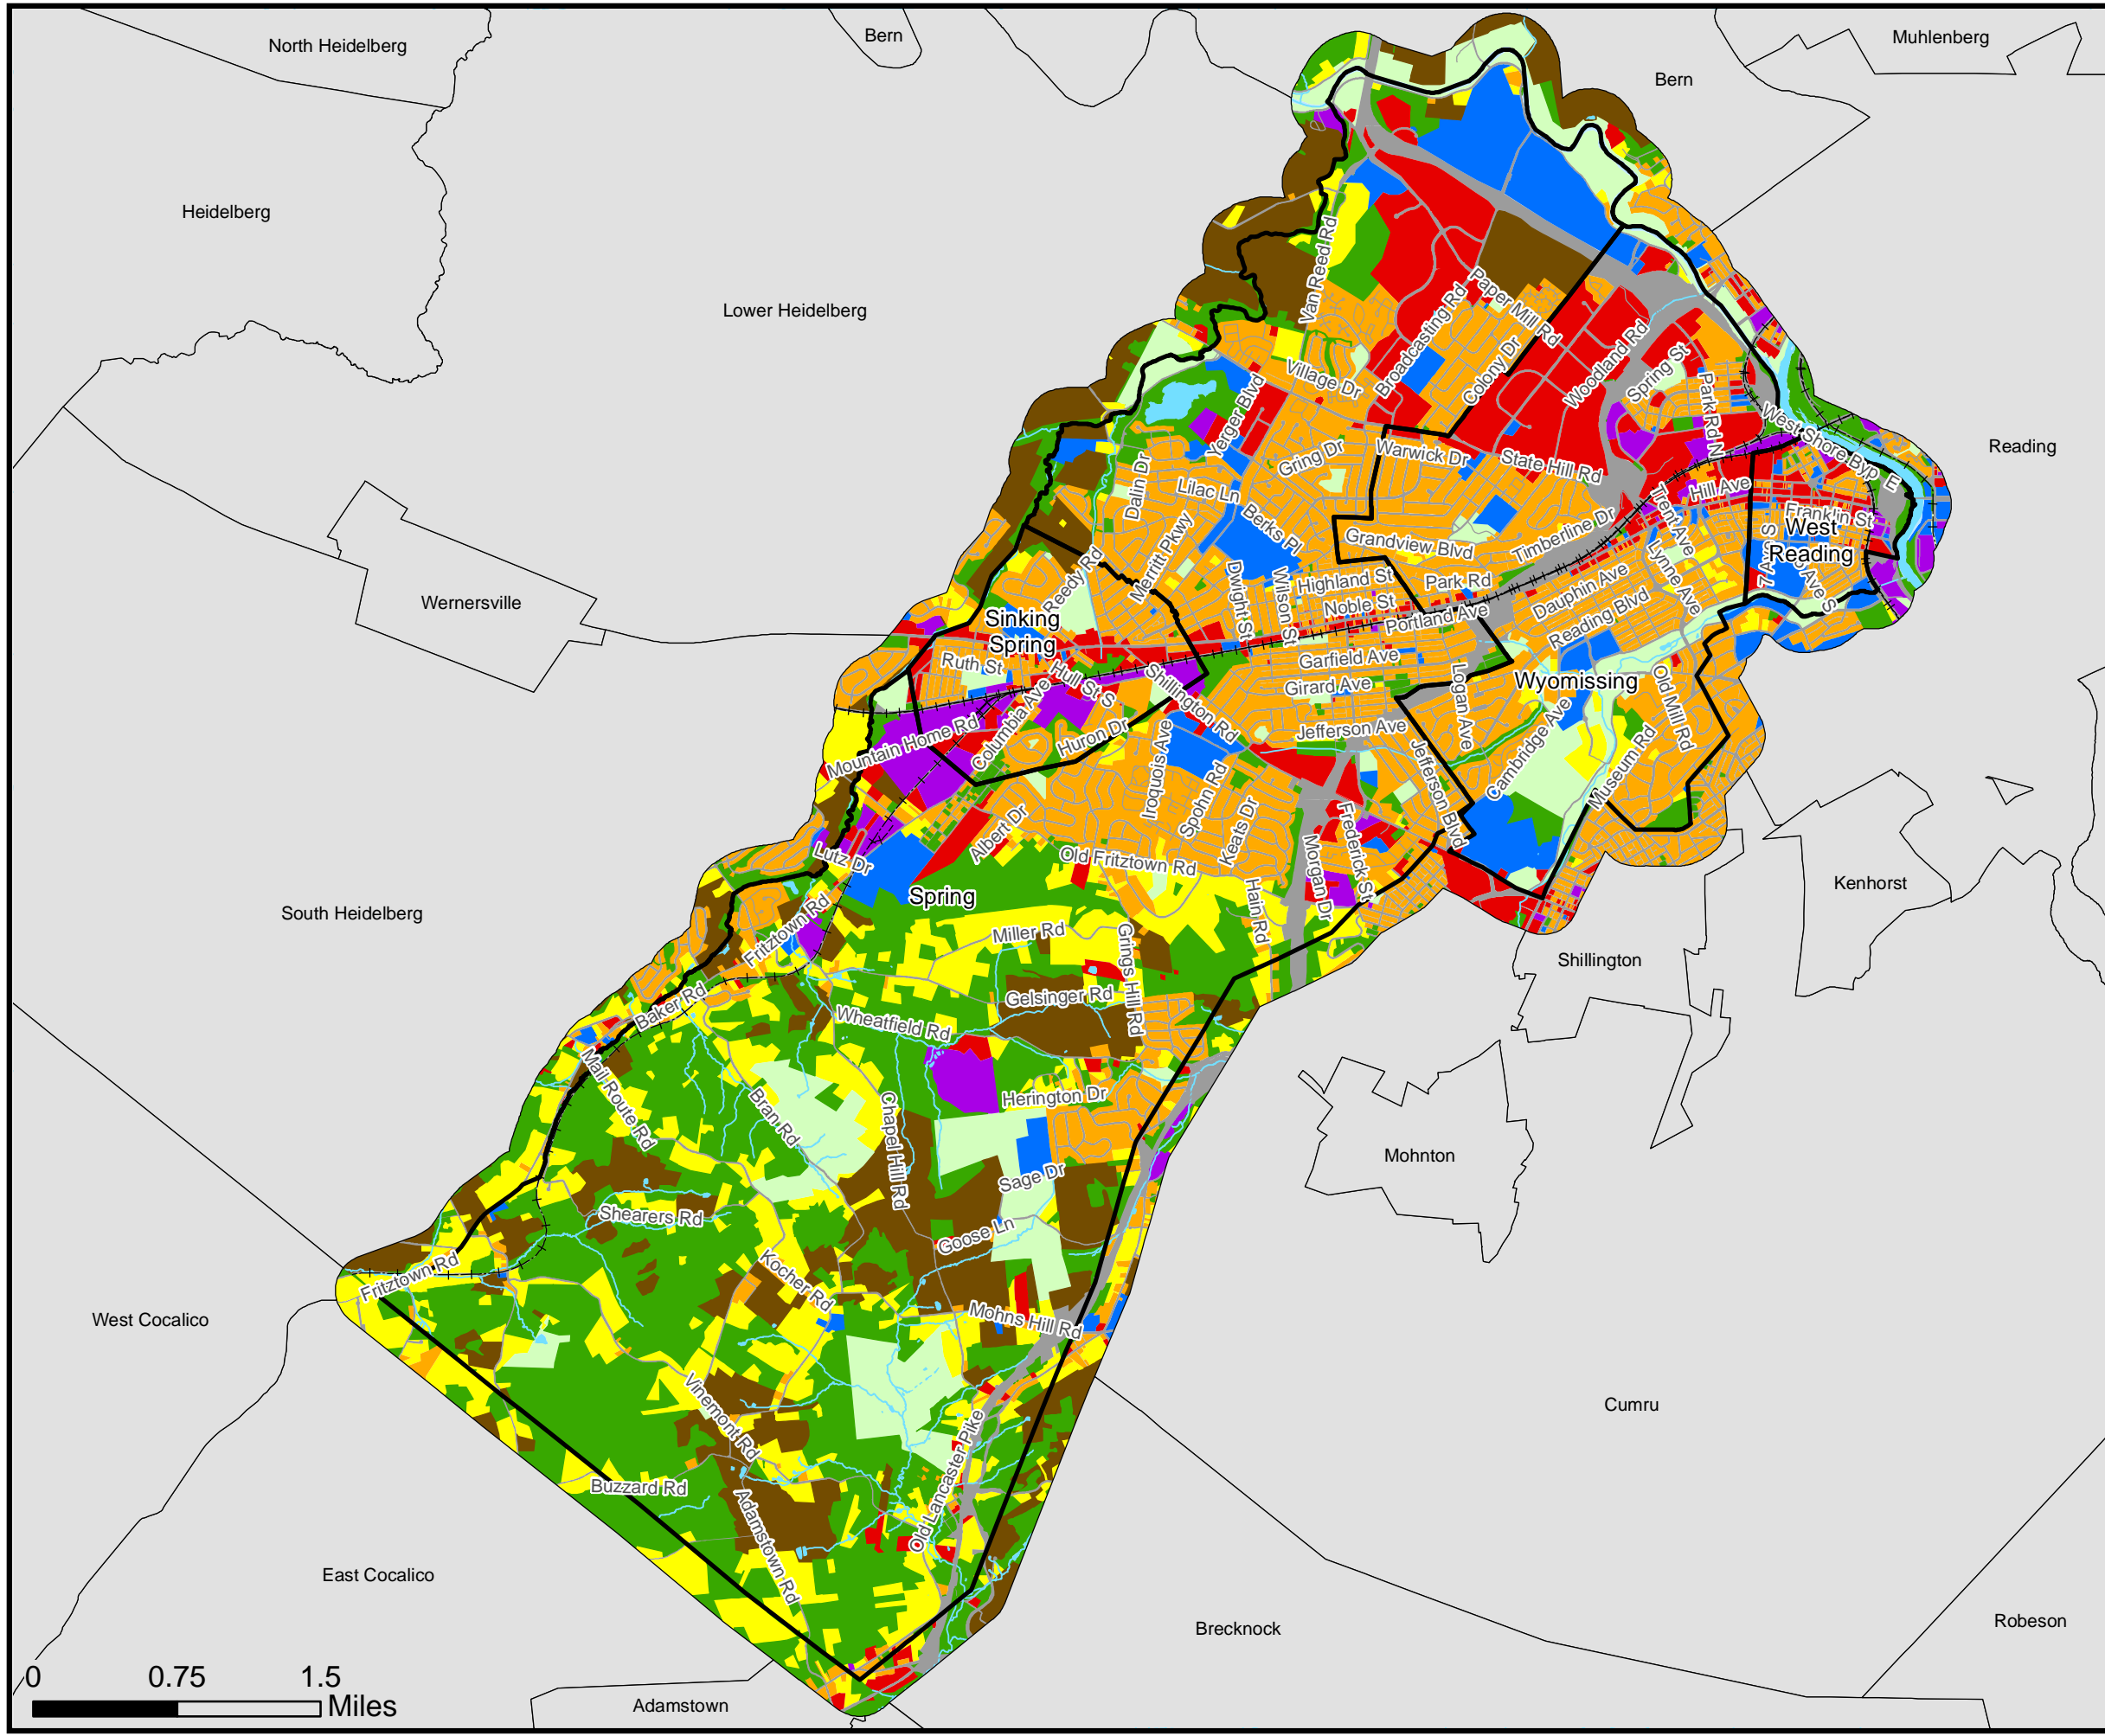 North Heidelberg
Bern
Muhlenberg
Bern
Heidelberg
Lower Heidelberg
Van Reed Rd
Paper Mill Rd
Broadcasting Rd
Colony Dr
Woodland Rd
Spring St
Park Rd N
Village Dr
Yerger Blvd
West Shore Byp
E
Reading
Warwick Dr
State Hill Rd
Gring Dr
Dalin Dr
Lilac Ln
Hill Ave
Trent Ave
Franklin St
West
Reading
7 Ave S
Ave S
Berks Pl
Merritt Pkwy
Grandview Blvd
Timberline Dr
Lynne Ave
Reedy Rd
Dwight St
Wilson St
Highland St
Park Rd
Dauphin Ave
Noble St
Portland Ave
Reading Blvd
Wernersville
Sinking
Spring
Ruth St
Garfield Ave
Girard Ave
Hull St S
Shillington Rd
Logan Ave
Wyomissing
Old Mill Rd
Columbia Ave
Mountain Home Rd
Huron Dr
Iroquois Ave
Jefferson Ave
Jefferson Blvd
Cambridge Ave
Museum Rd
Spohn Rd
Keats Dr
Albert Dr
Frederick St
Morgan Dr
Lutz Dr
Old Fritztown Rd
Spring
Hain Rd
Kenhorst
South Heidelberg
Fritztown Rd
Miller Rd
Grings Hill Rd
Shillington
Baker Rd
Gelsinger Rd
Wheatfield Rd
Mail Route Rd
Bran Rd
Chapel Hill Rd
Herington Dr
Mohnton
Sage Dr
Shearers Rd
Goose Ln
Fritztown Rd
Kocher Rd
Mohns Hill Rd
West Cocalico
Cumru
Vinemont Rd
Old Lancaster Pike
Buzzard Rd
Adamstown Rd
East Cocalico
Brecknock
Robeson
Adamstown
0 0.75 1.5
Miles